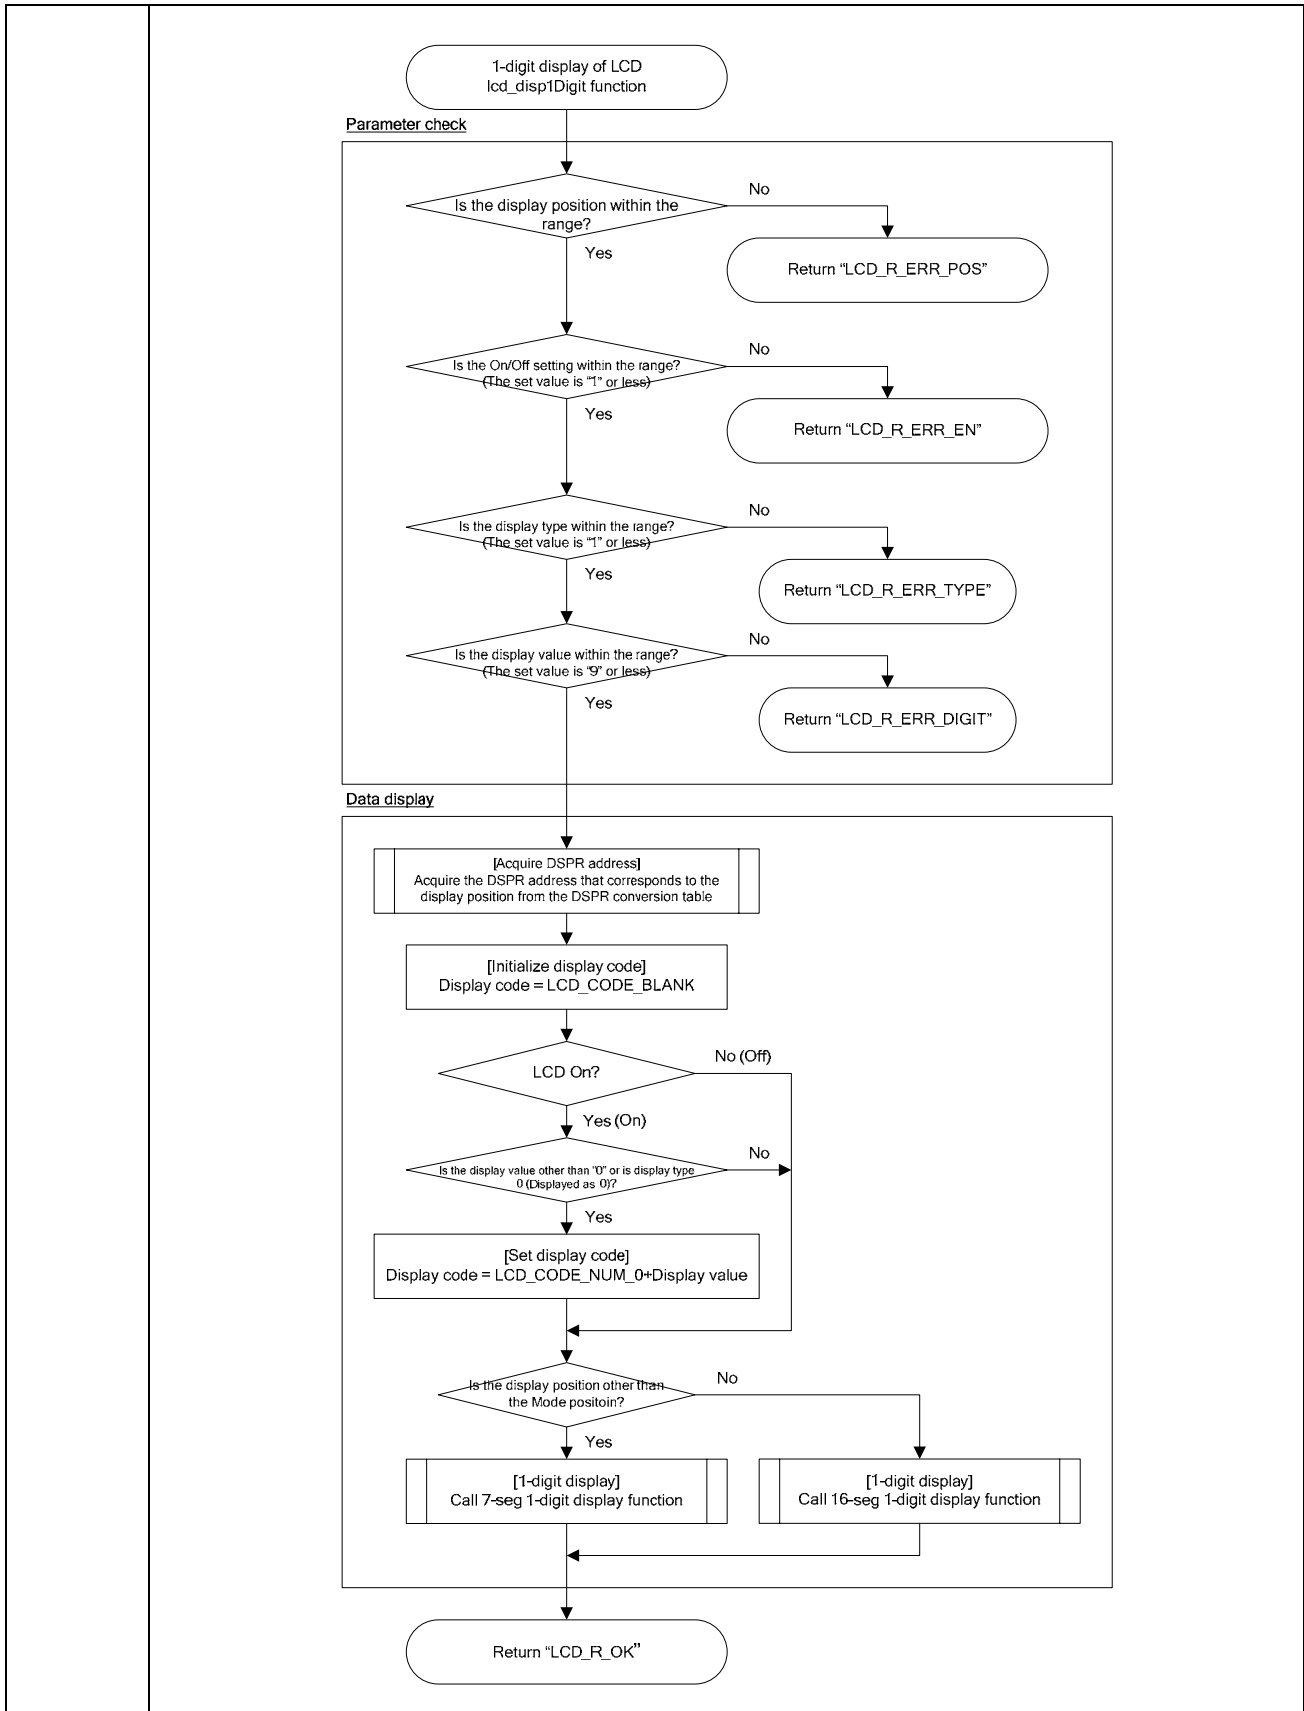 1-digit display of LCD
lcd_disp1Digit function
Parameter check
Is the display position within the
range?
No
Yes
Return “LCD_R_ERR_POS”
Is the On/Off setting within the range?
(The set value is “1” or less)
No
Yes
Return “LCD_R_ERR_EN”
Is the display type within the range?
(The set value is “1” or less)
No
Yes
Return “LCD_R_ERR_TYPE”
Is the display value within the range?
(The set value is “9” or less)
No
Yes
Return “LCD_R_ERR_DIGIT”
Data display
[Acquire DSPR address]
Acquire the DSPR address that corresponds to the
display position from the DSPR conversion table
[Initialize display code]
Display code = LCD_CODE_BLANK
LCD On?
No (Off)
Yes (On)
Is the display value other than “0” or is display type
0 (Displayed as 0)?
No
Yes
[Set display code]
Display code = LCD_CODE_NUM_0+Display value
Is the display position other than
the Mode positoin?
No
Yes
[1-digit display]
Call 7-seg 1-digit display function
[1-digit display]
Call 16-seg 1-digit display function
Return “LCD_R_OK”